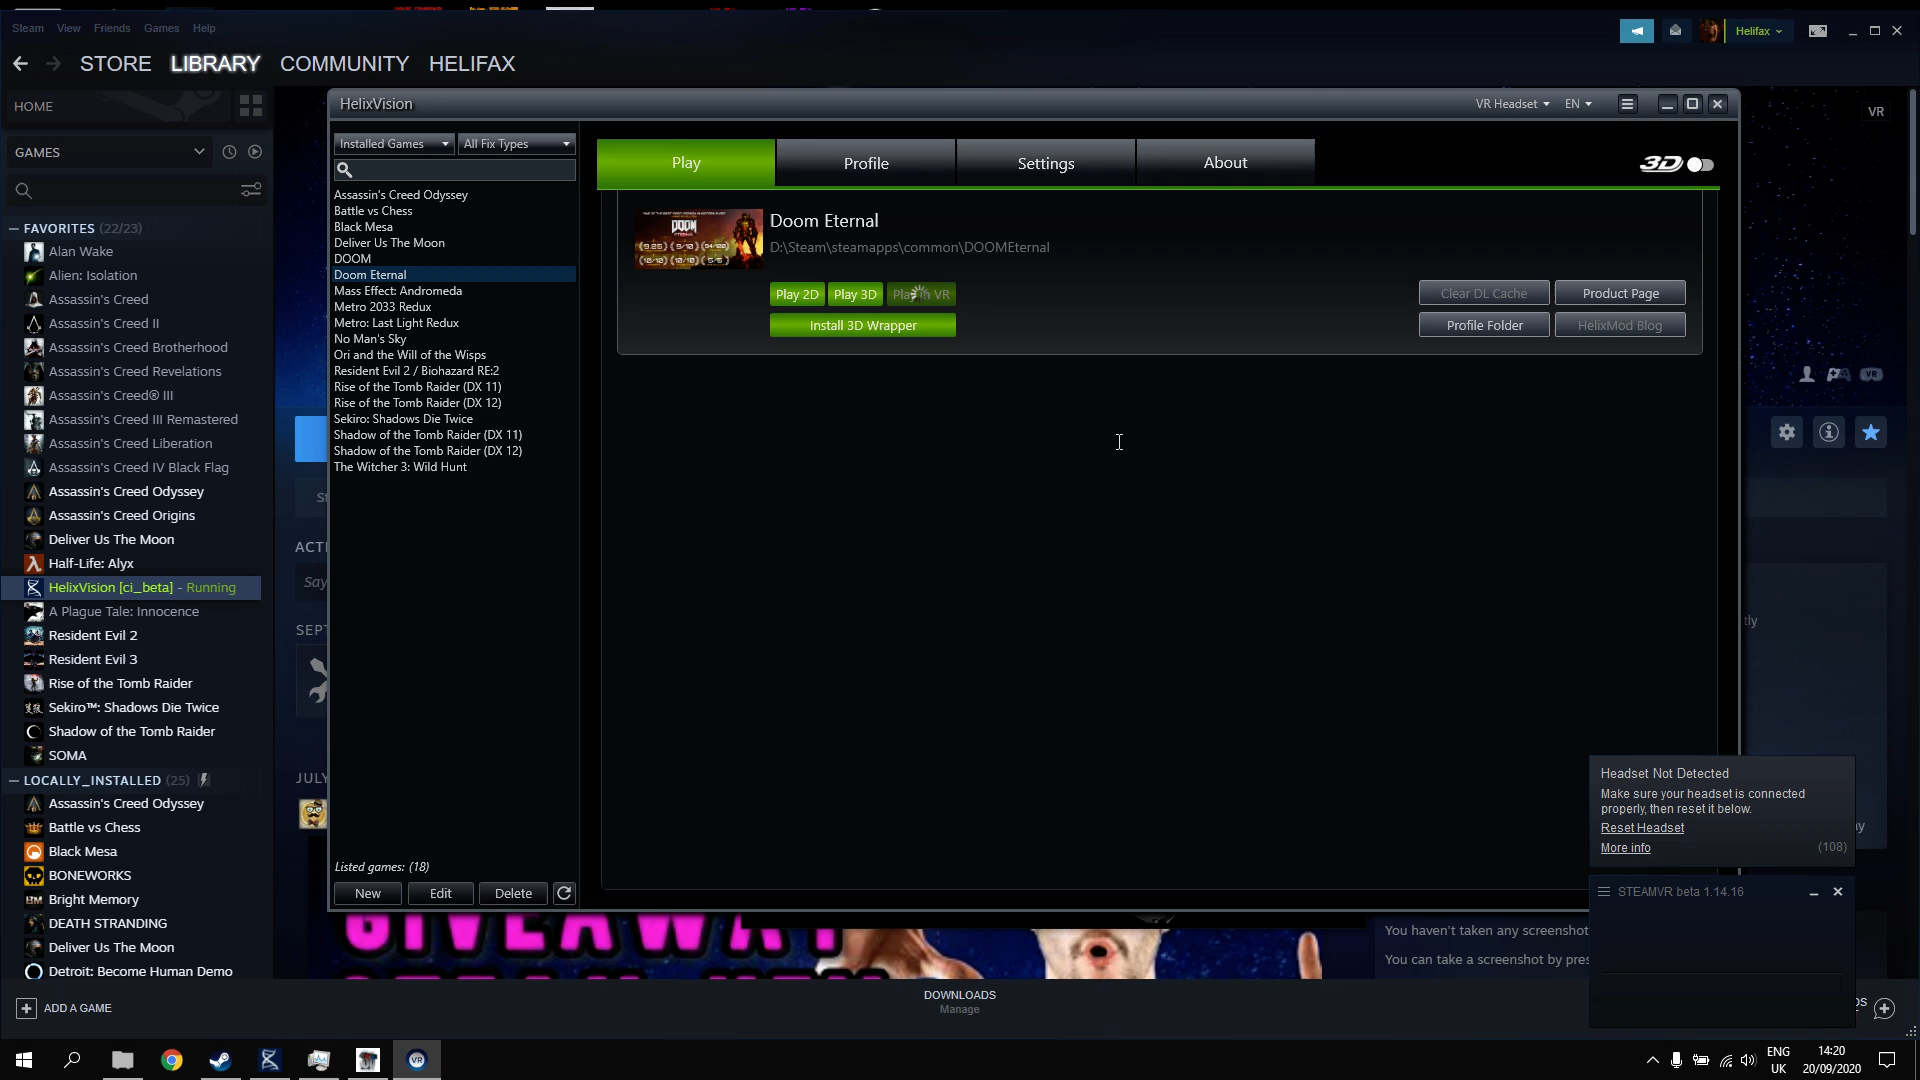 Steam View Friends Games Help
Helifax
STORE LIBRARY COMMUNITY HELIFAX
HOME
GAMES
FAVORITES (22/23)
Alan Wake
Alien: Isolation
Assassin's Creed
Assassin's Creed II
Assassin's Creed Brotherhood
Assassin's Creed Revelations
Assassin's Creed® III
Assassin's Creed III Remastered
Assassin's Creed Liberation
Assassin's Creed IV Black Flag
Assassin's Creed Odyssey
Assassin's Creed Origins
Deliver Us The Moon
Half-Life: Alyx
HelixVision [ci_beta] - Running
A Plague Tale: Innocence
Resident Evil 2
Resident Evil 3
Rise of the Tomb Raider
Sekiro™: Shadows Die Twice
Shadow of the Tomb Raider
SOMA
LOCALLY_INSTALLED (25)
Assassin's Creed Odyssey
Battle vs Chess
Black Mesa
BONEWORKS
Bright Memory
DEATH STRANDING
Deliver Us The Moon
Detroit: Become Human Demo
ADD A GAME
HelixVision
VR Headset EN
Installed Games All Fix Types
Assassin's Creed Odyssey
Battle vs Chess
Black Mesa
Deliver Us The Moon
DOOM
Doom Eternal
Mass Effect: Andromeda
Metro 2033 Redux
Metro: Last Light Redux
No Man's Sky
Ori and the Will of the Wisps
Resident Evil 2 / Biohazard RE:2
Rise of the Tomb Raider (DX 11)
Rise of the Tomb Raider (DX 12)
Sekiro: Shadows Die Twice
Shadow of the Tomb Raider (DX 11)
Shadow of the Tomb Raider (DX 12)
The Witcher 3: Wild Hunt
Listed games: (18)
New Edit Delete
Play Profile Settings About
3D
DOOM
Doom Eternal
D:\Steam\steamapps\common\DOOMEternal
Play 2D Play 3D
Install 3D Wrapper
Clear DL Cache Product Page
Profile Folder HelixMod Blog
VR
VR
Say
JULY
GIVEAWAY
Headset Not Detected
Make sure your headset is connected
properly, then reset it below.
Reset Headset
More info (108)
STEAMVR beta 1.14.16
You haven't taken any screenshot
You can take a screenshot by pres
DOWNLOADS
Manage
VR
ENG
UK
14:20
20/09/2020